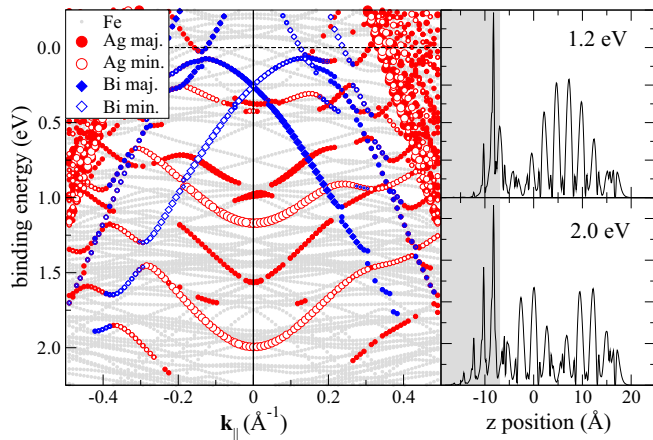 Fe
Ag maj.
Ag min.
Bi maj.
Bi min.
0.0
0.5
1.0
1.5
2.0
binding energy (eV)
-0.4 -0.2 0 0.2 0.4
k|| (Å-1)
1.2 eV
2.0 eV
-10 0 10 20
z position (Å)